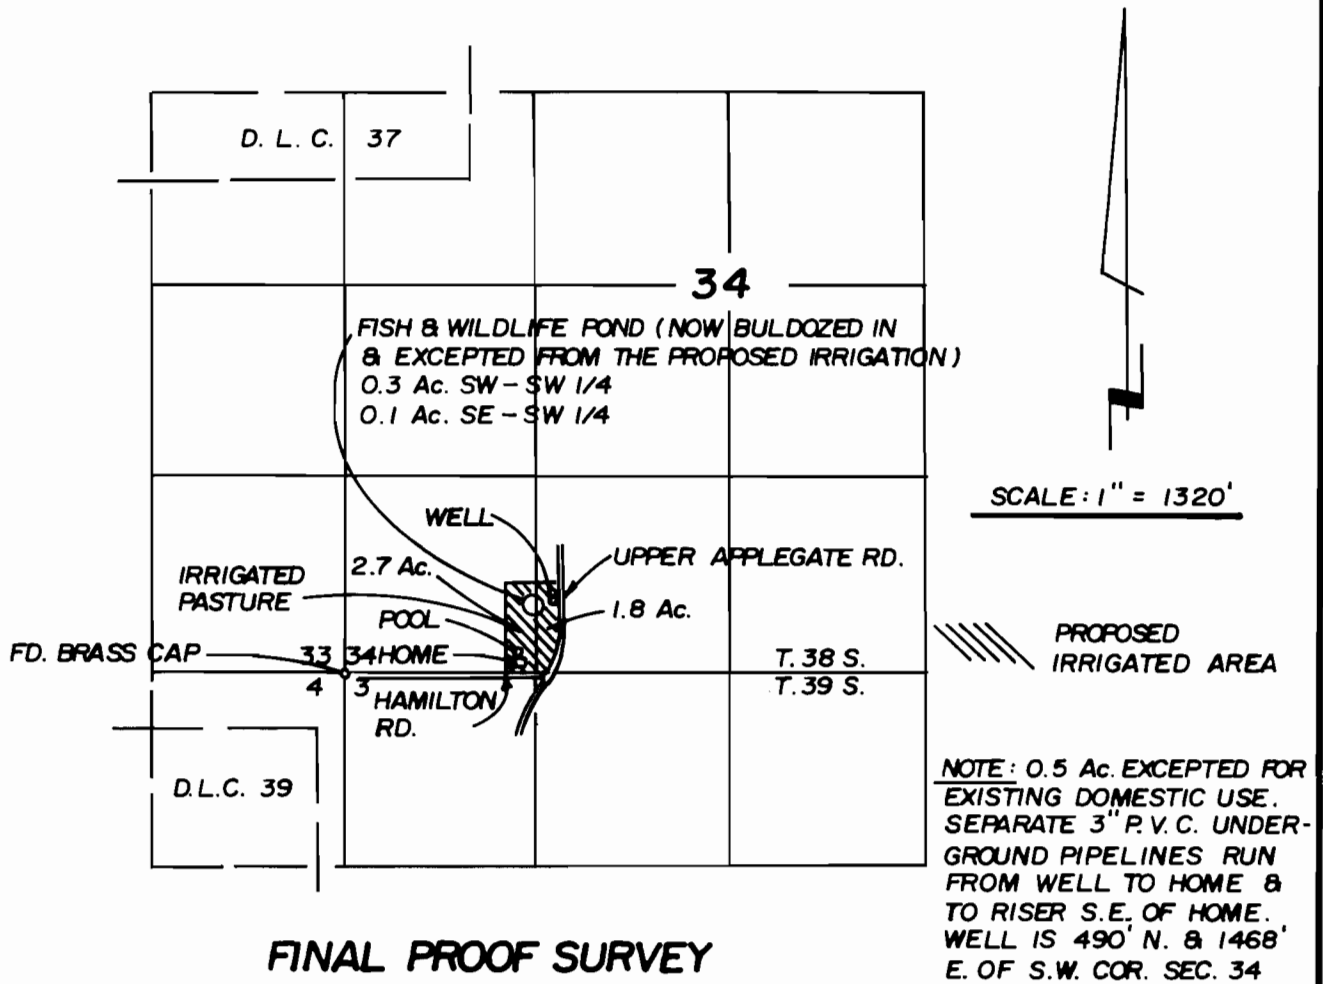 D. L. C. 37
34
FISH & WILDLIFE POND (NOW BULDOZED IN
& EXCEPTED FROM THE PROPOSED IRRIGATION)
0.3 Ac. SW - SW 1/4
0.1 Ac. SE - SW 1/4
SCALE: 1" = 1320'
WELL
UPPER APPLEGATE RD.
2.7 Ac.
IRRIGATED
PASTURE
1.8 Ac.
POOL
HOME
FD. BRASS CAP
33 34
4 3
HAMILTON
RD.
T. 38 S.
T. 39 S.
PROPOSED
IRRIGATED AREA
D.L.C. 39
NOTE: 0.5 Ac. EXCEPTED FOR
EXISTING DOMESTIC USE.
SEPARATE 3" P.V.C. UNDER-
GROUND PIPELINES RUN
FROM WELL TO HOME &
TO RISER S.E. OF HOME.
WELL IS 490' N. & 1468'
E. OF S.W. COR. SEC. 34
FINAL PROOF SURVEY